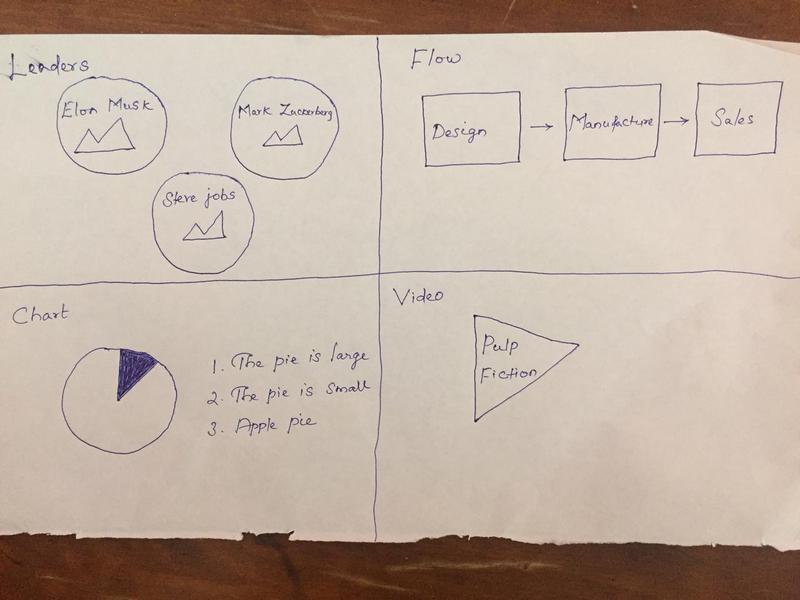 Leaders
Elon Musk
Mark Zuckerberg
Steve jobs
Flow
Design
Manufacture
Sales
Chart
1. The pie is large
2. The pie is small
3. Apple pie
Video
Pulp
Fiction